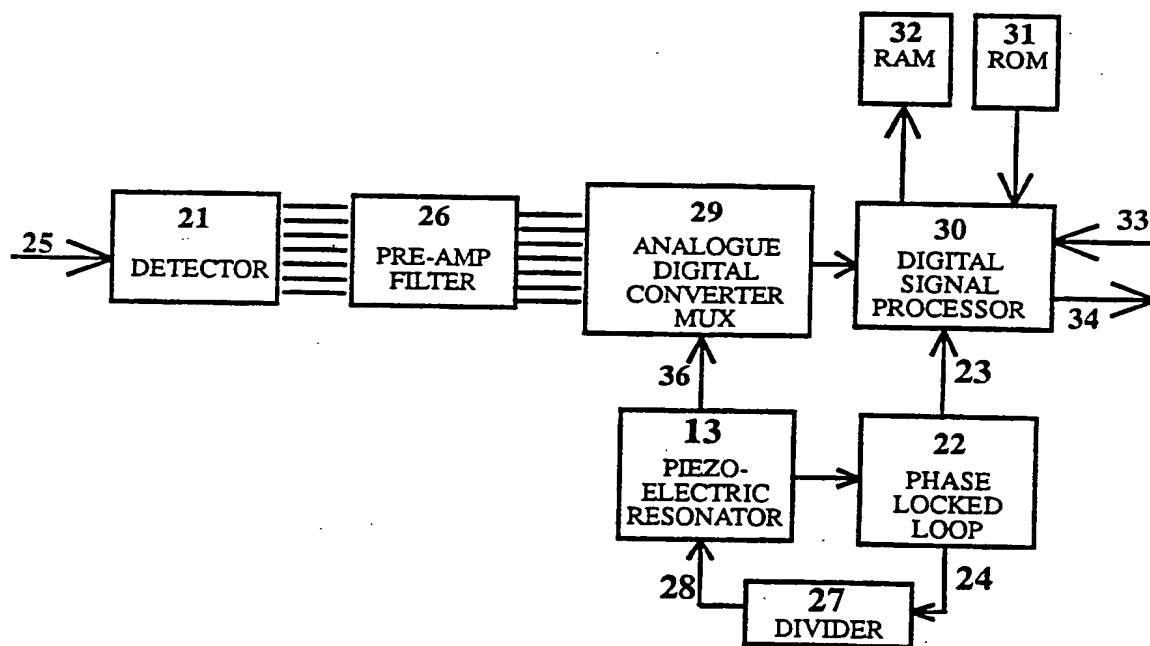 32
RAM
31
ROM
25
21
DETECTOR
26
PRE-AMP
FILTER
29
ANALOGUE
DIGITAL
CONVERTER
MUX
30
DIGITAL
SIGNAL
PROCESSOR
33
34
36
23
13
PIEZO-
ELECTRIC
RESONATOR
22
PHASE
LOCKED
LOOP
28
27
DIVIDER
24